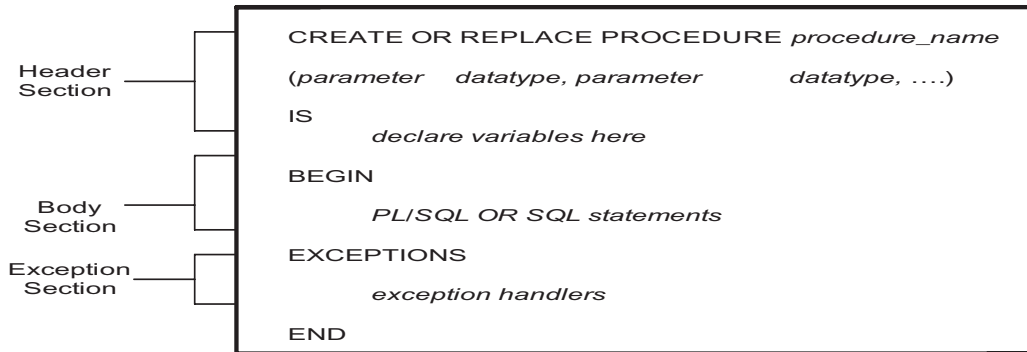 CREATE OR REPLACE PROCEDURE procedure_name
Header
Section
(parameter datatype, parameter datatype, ....)
IS
declare variables here
BEGIN
Body
Section
PL/SQL OR SQL statements
EXCEPTIONS
Exception
Section
exception handlers
END